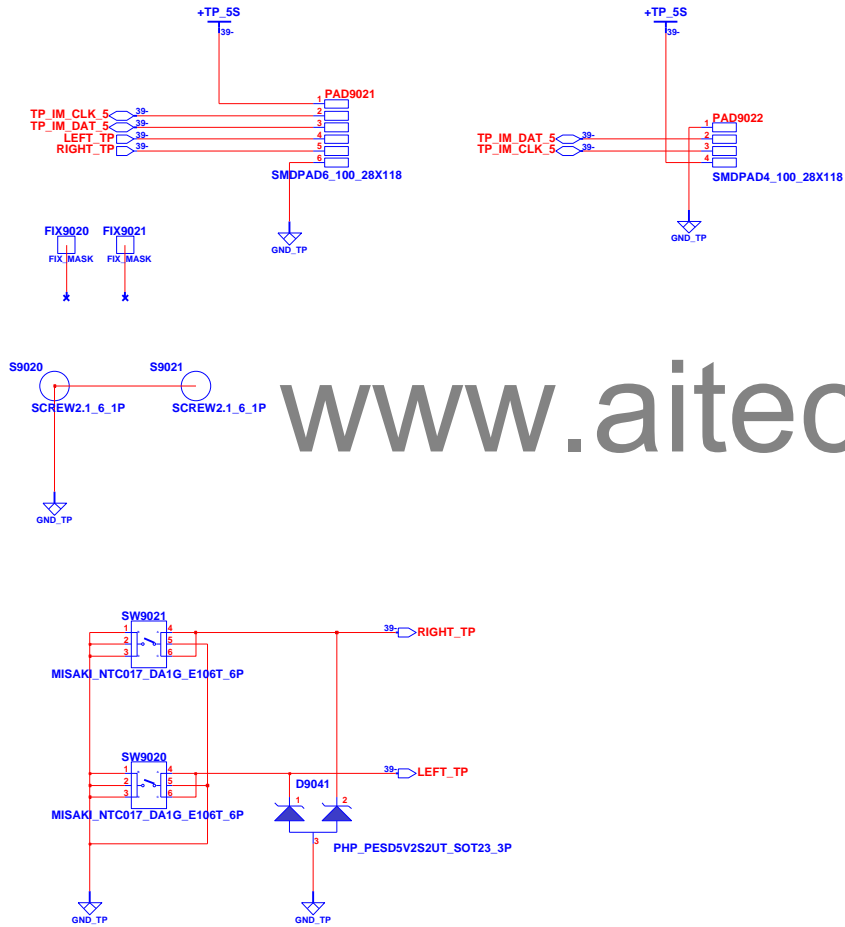 +TP_5S
39-
1 PAD9021
TP_IM_CLK_5 39- 2
TP_IM_DAT_5 39- 3
LEFT_TP 39- 4
RIGHT_TP 39- 5
6
SMDPAD6_100_28X118
GND_TP
+TP_5S
39-
1 PAD9022
TP_IM_DAT_5 39- 2
TP_IM_CLK_5 39- 3
4
SMDPAD4_100_28X118
GND_TP
FIX9020 FIX9021
FIX_MASK FIX_MASK
S9020 S9021
SCREW2.1_6_1P SCREW2.1_6_1P
GND_TP
www.aitec
SW9021
1 4 39- RIGHT_TP
2 5
3 6
MISAKI_NTC017_DA1G_E106T_6P
SW9020
1 4 39- LEFT_TP
2 5
3 6
MISAKI_NTC017_DA1G_E106T_6P
D9041
1 2
3
PHP_PESD5V2S2UT_SOT23_3P
GND_TP GND_TP